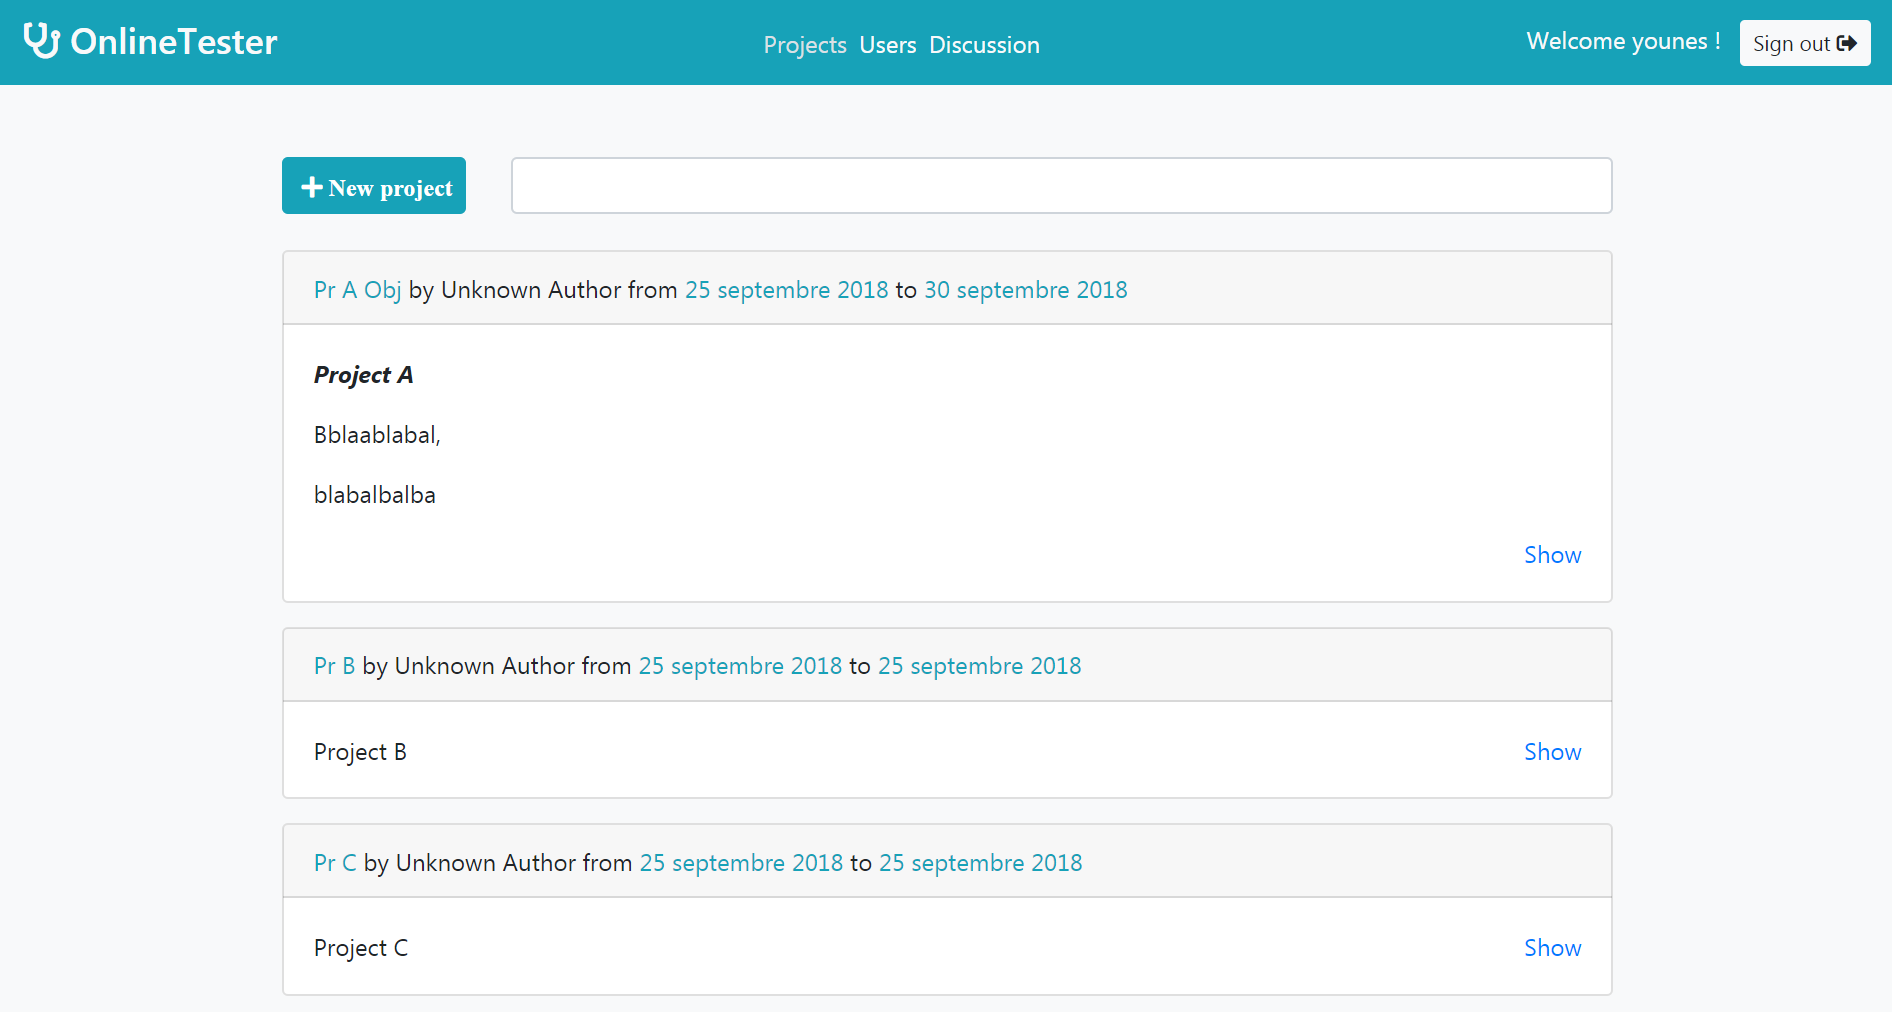 OnlineTester
Projects Users Discussion
Welcome younes !
Sign out
New project
Pr A Obj by Unknown Author from 25 septembre 2018 to 30 septembre 2018
Project A
Bblaablabal,
blabalbalba
Show
Pr B by Unknown Author from 25 septembre 2018 to 25 septembre 2018
Project B
Show
Pr C by Unknown Author from 25 septembre 2018 to 25 septembre 2018
Project C
Show